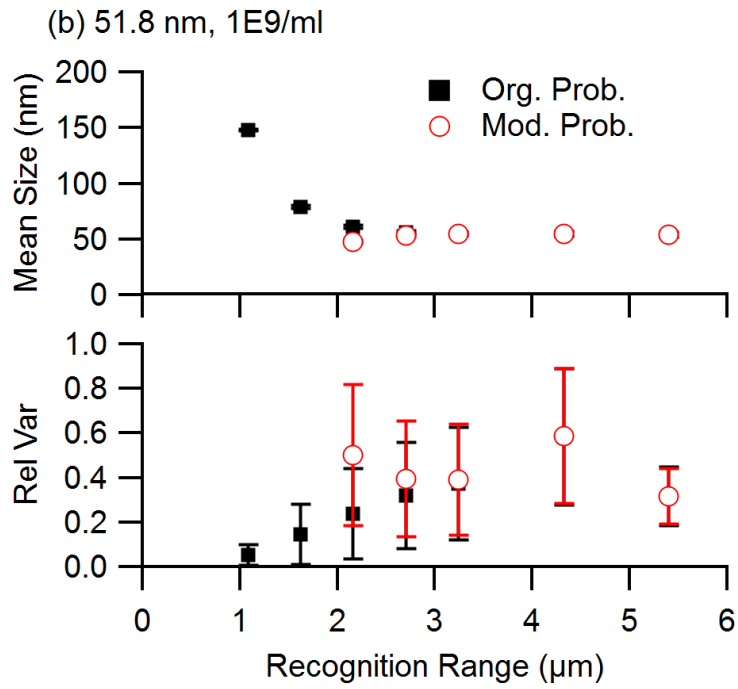 (b) 51.8 nm, 1E9/ml
Mean Size (nm)
200
150
100
50
0
Org. Prob.
Mod. Prob.
Rel Var
1.0
0.8
0.6
0.4
0.2
0.0
0 1 2 3 4 5 6
Recognition Range (μm)